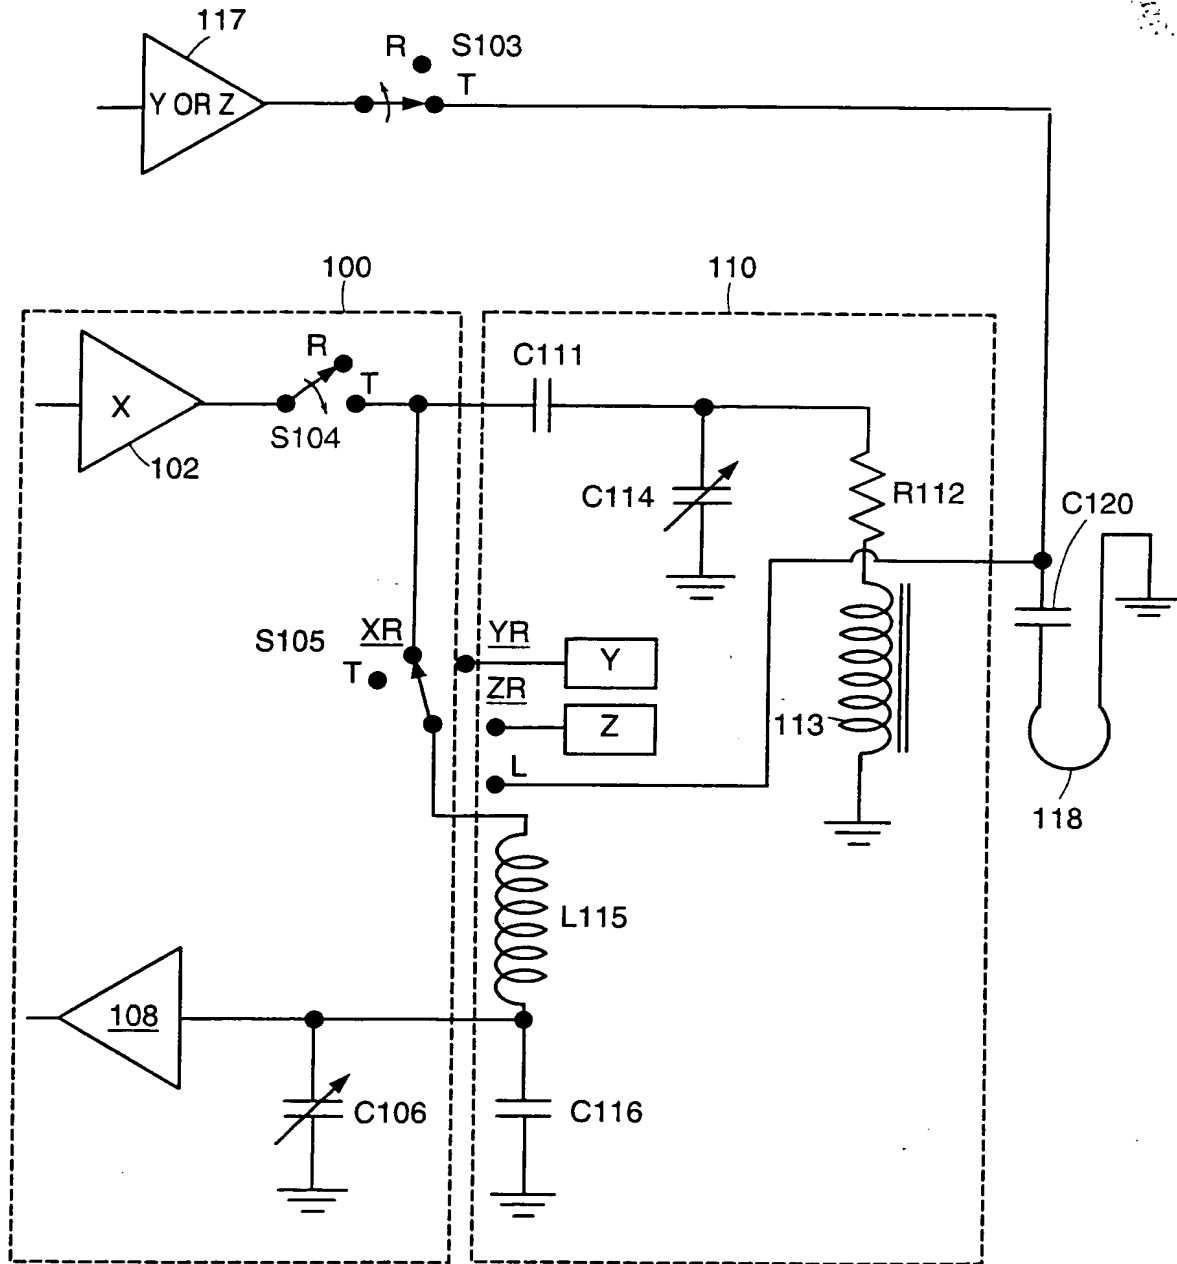 117
R S103
T
Y OR Z
100
110
R
T
C111
X
S104
102
C114
R112
C120
S105
XR
T
YR
Y
ZR
Z
L
113
118
L115
108
C106
C116